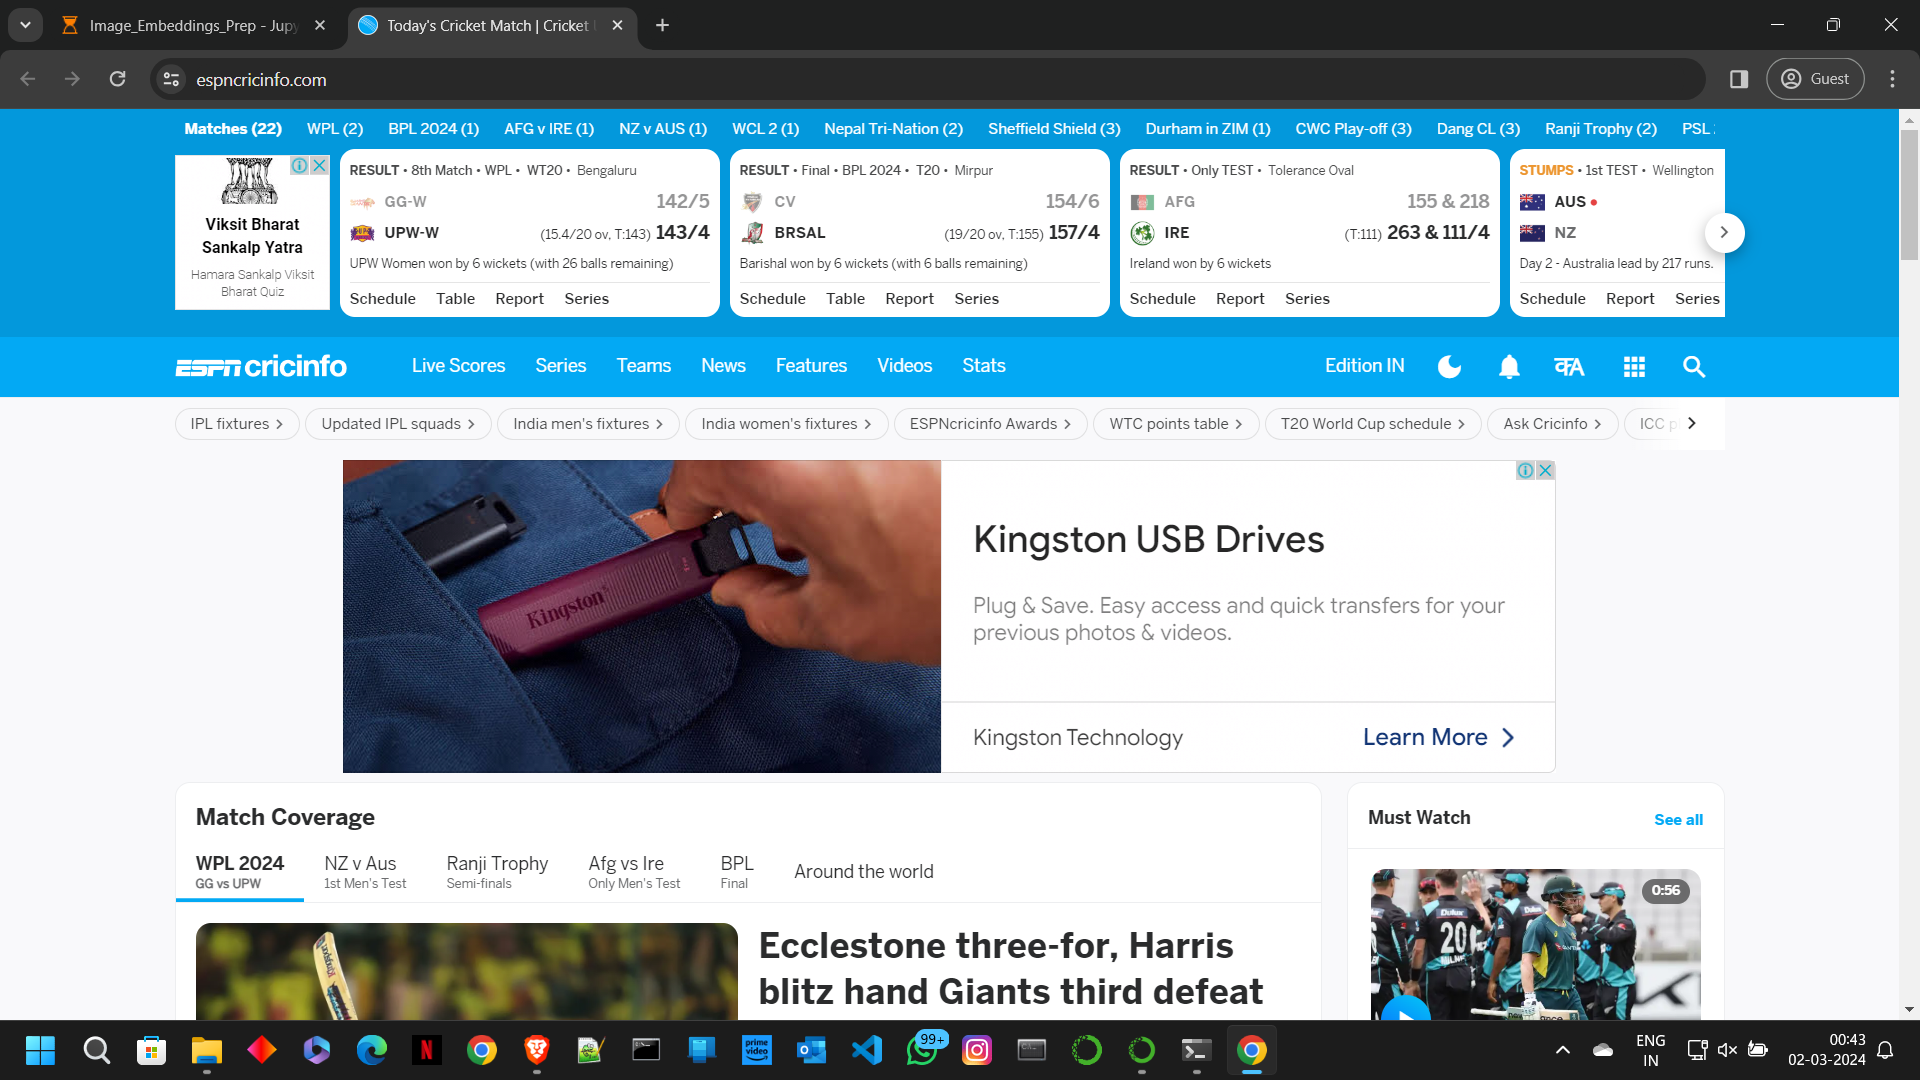 Image_Embeddings_Prep - Jupy
Today's Cricket Match | Cricket
espncricinfo.com
Guest
Matches (22) WPL (2) BPL 2024 (1) AFG v IRE (1) NZ v AUS (1) WCL 2 (1) Nepal Tri-Nation (2) Sheffield Shield (3) Durham in ZIM (1) CWC Play-off (3) Dang CL (3) Ranji Trophy (2) PSL
Viksit Bharat
Sankalp Yatra
Hamara Sankalp Viksit
Bharat Quiz
RESULT • 8th Match • WPL • WT20 • Bengaluru
GG-W 142/5
UPW-W (15.4/20 ov, T:143) 143/4
UPW Women won by 6 wickets (with 26 balls remaining)
Schedule Table Report Series
RESULT • Final • BPL 2024 • T20 • Mirpur
CV 154/6
BRSAL (19/20 ov, T:155) 157/4
Barishal won by 6 wickets (with 6 balls remaining)
Schedule Table Report Series
RESULT • Only TEST • Tolerance Oval
AFG 155 & 218
IRE (T:111) 263 & 111/4
Ireland won by 6 wickets
Schedule Report Series
STUMPS • 1st TEST • Wellington
AUS
NZ
Day 2 - Australia lead by 217 runs.
Schedule Report Series
ESPN cricinfo Live Scores Series Teams News Features Videos Stats Edition IN
IPL fixtures Updated IPL squads India men's fixtures India women's fixtures ESPNcricinfo Awards WTC points table T20 World Cup schedule Ask Cricinfo ICC p
Kingston
Kingston USB Drives
Plug & Save. Easy access and quick transfers for your
previous photos & videos.
Kingston Technology Learn More
Match Coverage
WPL 2024 NZ v Aus Ranji Trophy Afg vs Ire BPL Around the world
GG vs UPW 1st Men's Test Semi-finals Only Men's Test Final
Ecclestone three-for, Harris
blitz hand Giants third defeat
Must Watch See all
0:56
Dulux
20
99+
prime
video
ENG
IN
00:43
02-03-2024